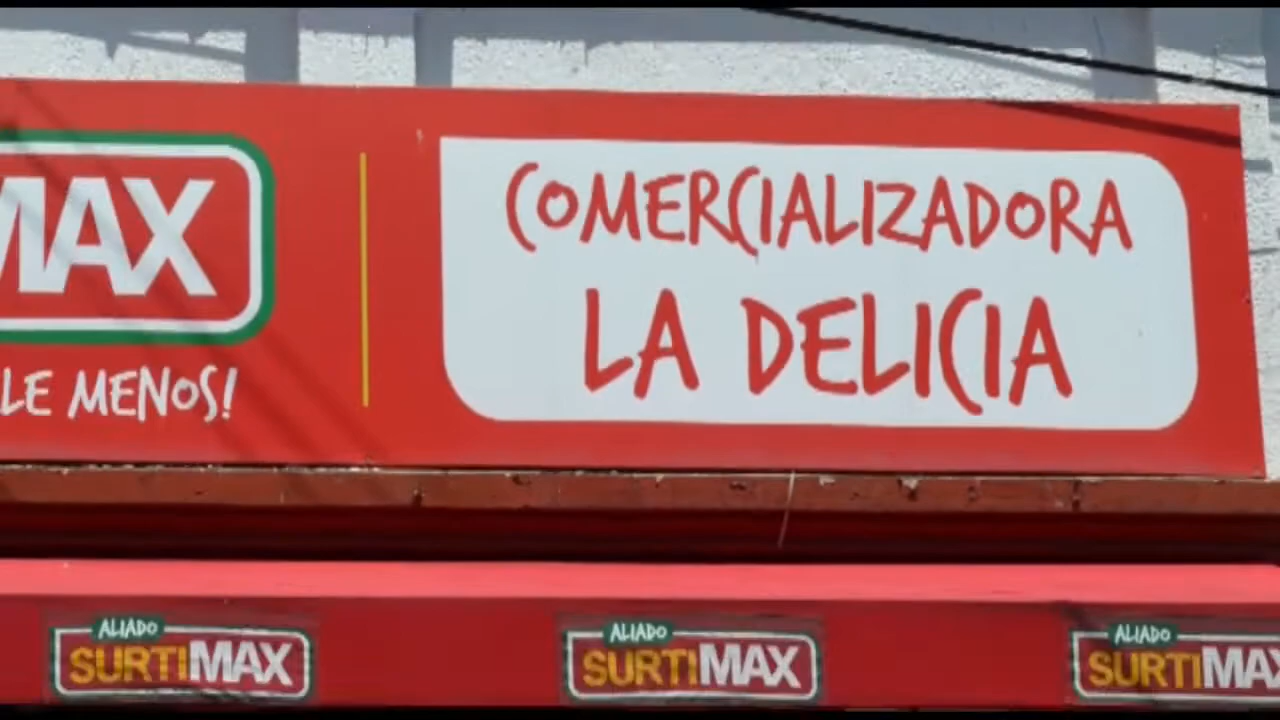 MAX
LE MENOS!
COMERCIALIZADORA
LA DELICIA
ALIADO
SURTIMAX
ALIADO
SURTIMAX
ALIADO
SURTIMAX